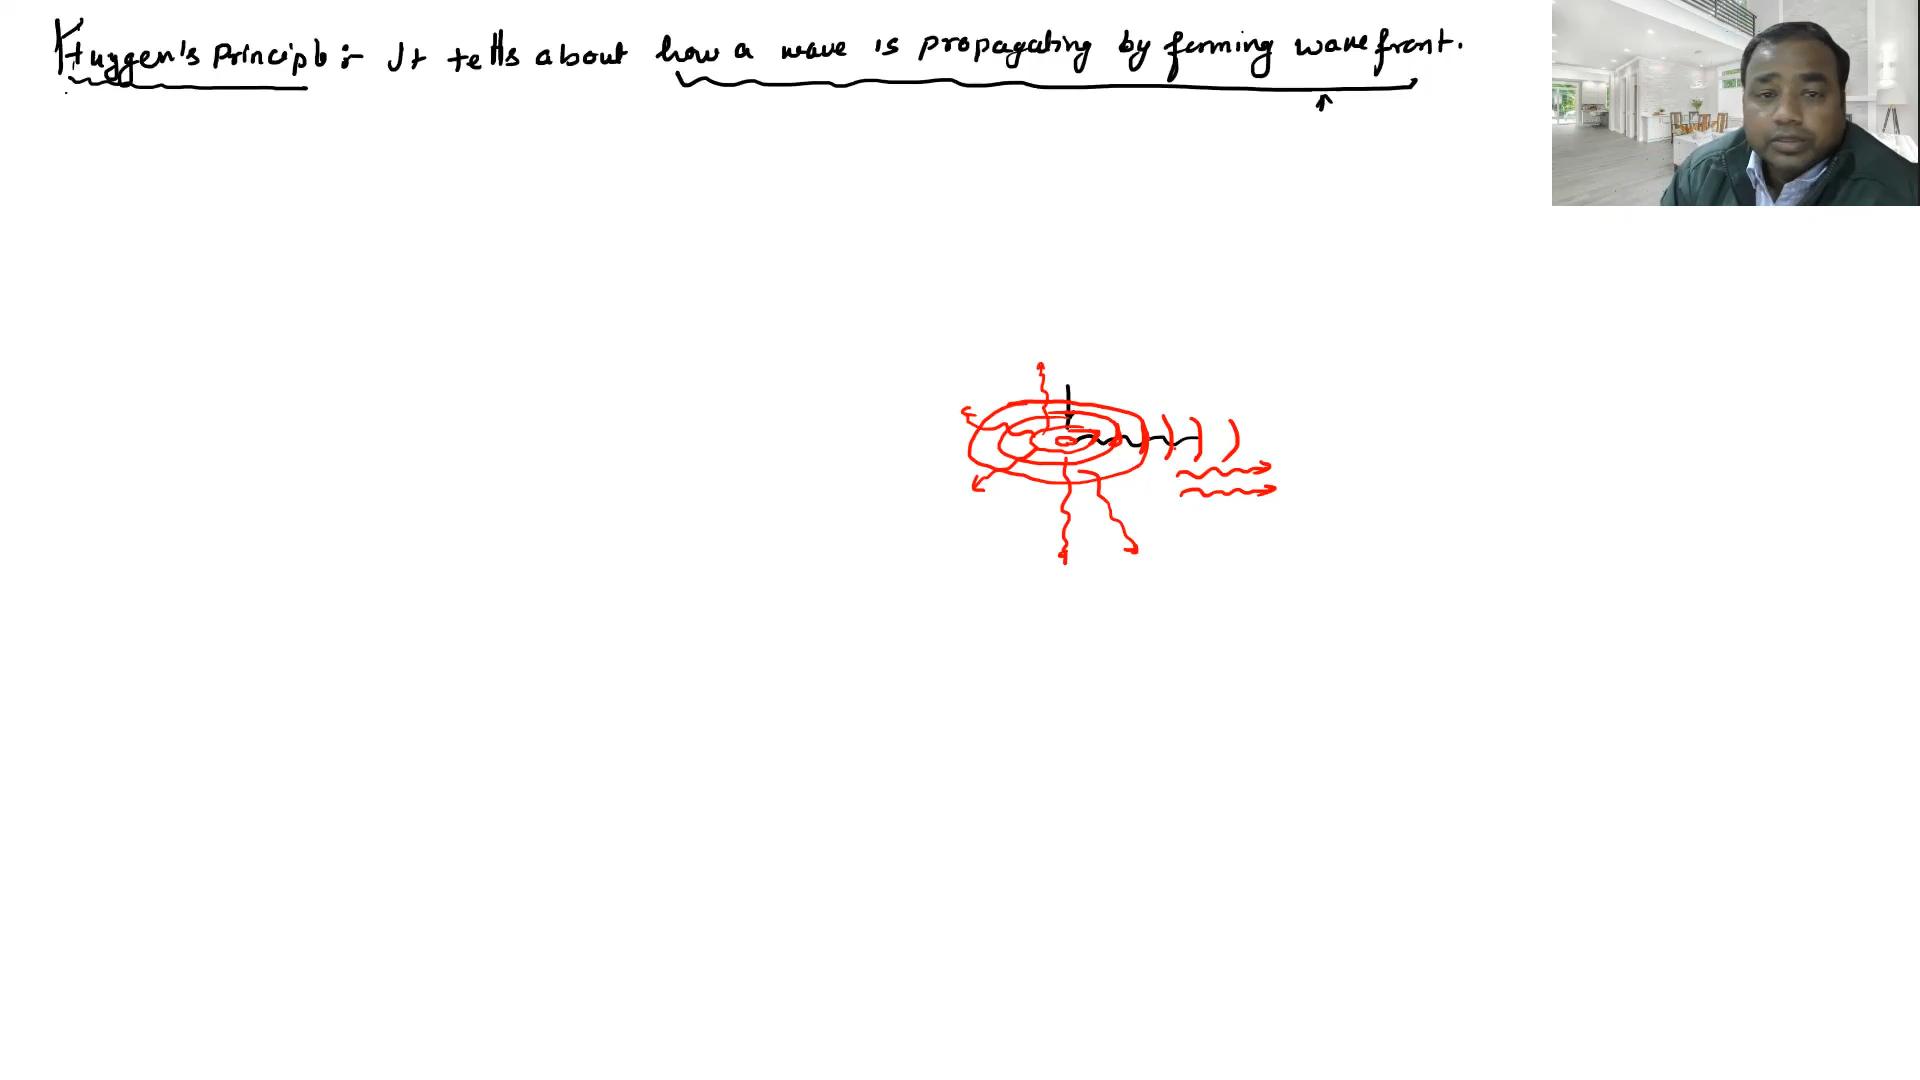 Huygen's Principle :- It tells about how a wave is propagating by forming wavefront.